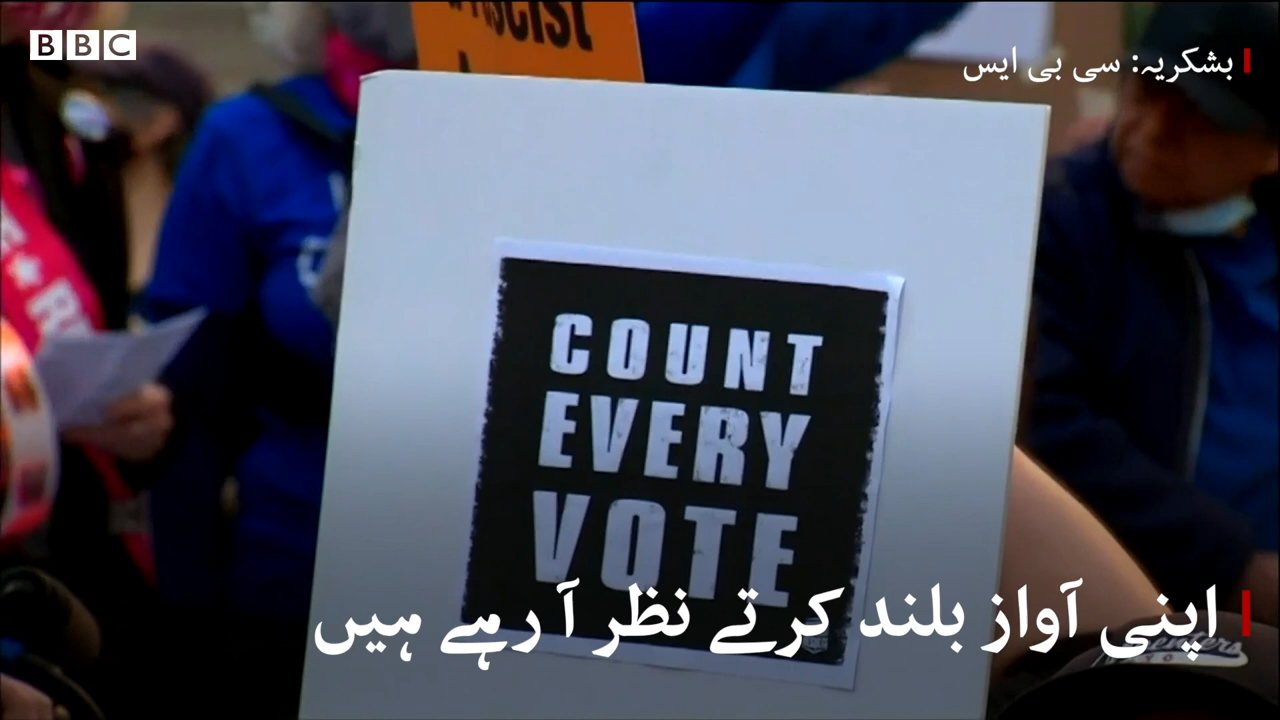 BBC
بشکریہ: سی بی ایس
COUNT
EVERY
VOTE
اپنی آواز بلند کرتے نظر آ رہے ہیں